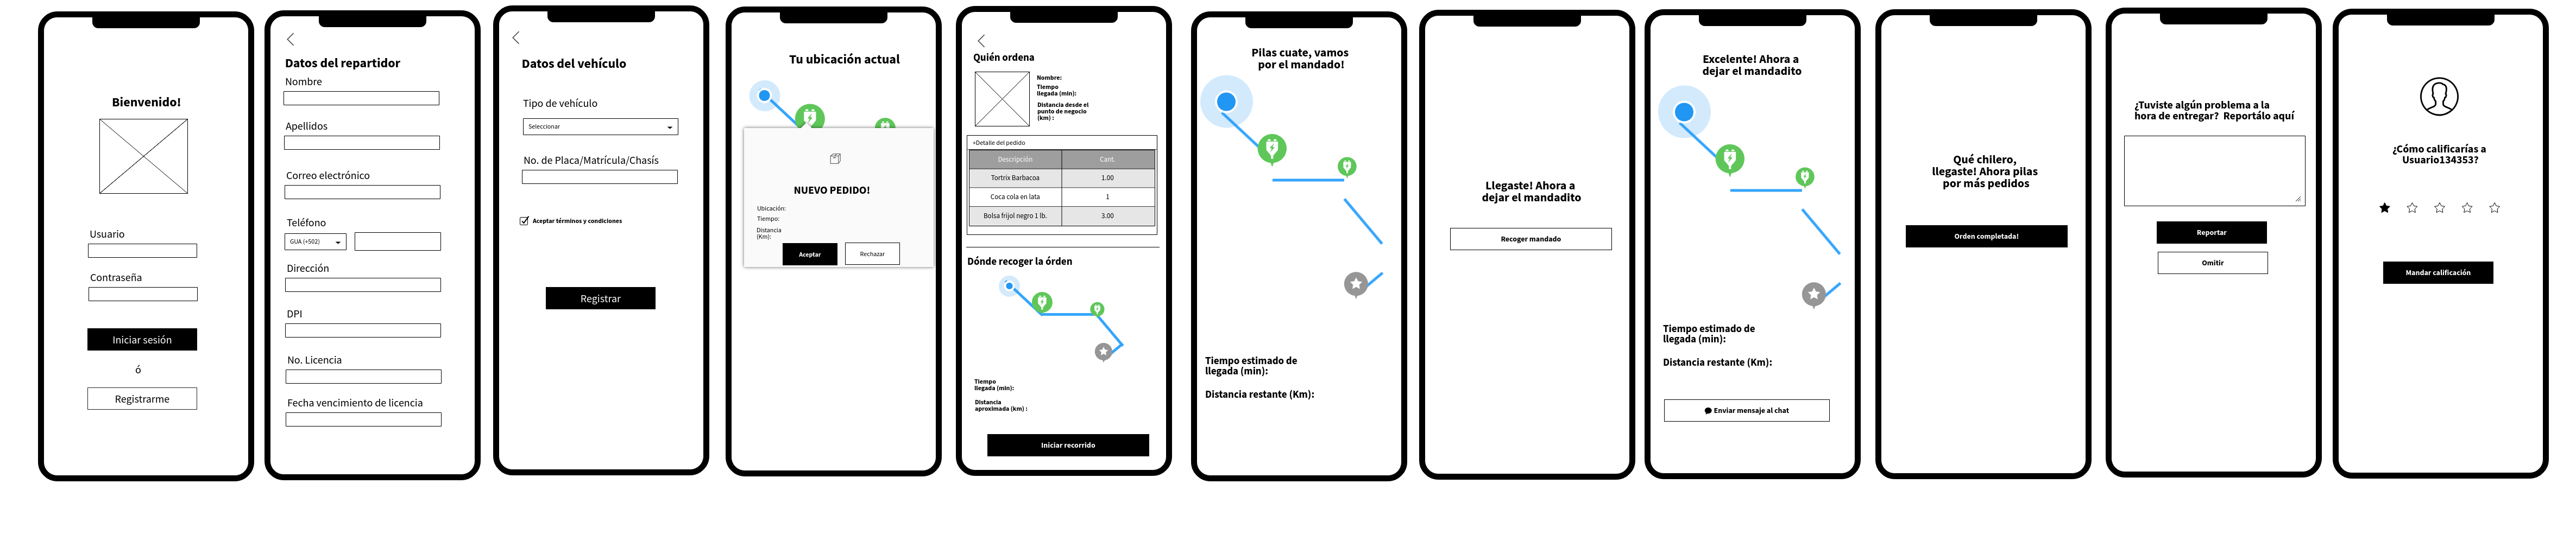 Bienvenido!
Usuario
Contraseña
Iniciar sesión
ó
Registrarme
Datos del repartidor
Nombre
Apellidos
Correo electrónico
Teléfono
GUA (+502)
Dirección
DPI
No. Licencia
Fecha vencimiento de licencia
Datos del vehículo
Tipo de vehículo
Seleccionar
No. de Placa/Matrícula/Chasís
Aceptar términos y condiciones
Registrar
Tu ubicación actual
NUEVO PEDIDO!
Ubicación:
Tiempo:
Distancia
(Km):
Aceptar
Rechazar
Quién ordena
Nombre:
Tiempo
llegada (min):
Distancia desde el
punto de negocio
(km) :
+Detalle del pedido
Descripción Cant.
Tortrix Barbacoa 1.00
Coca cola en lata 1
Bolsa frijol negro 1 lb. 3.00
Dónde recoger la órden
Tiempo
llegada (min):
Distancia
aproximada (km) :
Iniciar recorrido
Pilas cuate, vamos
por el mandado!
Tiempo estimado de
llegada (min):
Distancia restante (Km):
Llegaste! Ahora a
dejar el mandadito
Recoger mandado
Excelente! Ahora a
dejar el mandadito
Tiempo estimado de
llegada (min):
Distancia restante (Km):
Enviar mensaje al chat
Qué chilero,
llegaste! Ahora pilas
por más pedidos
Orden completada!
¿Tuviste algún problema a la
hora de entregar? Reportálo aquí
Reportar
Omitir
¿Cómo calificarías a
Usuario134353?
Mandar calificación